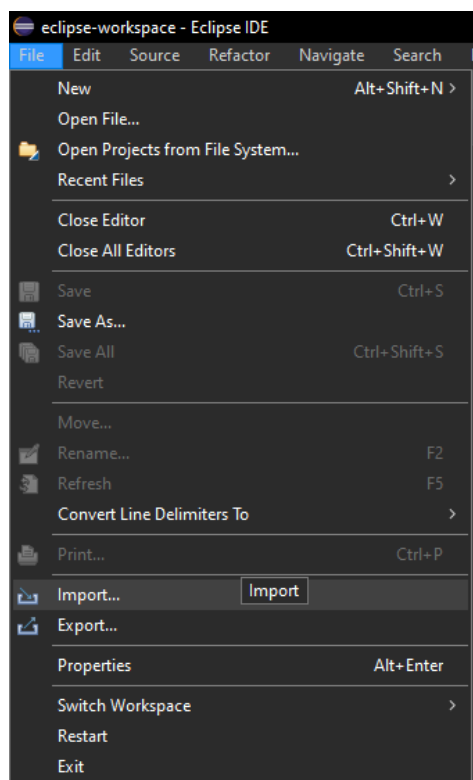 eclipse-workspace - Eclipse IDE
File Edit Source Refactor Navigate Search
New Alt+Shift+N >
Open File...
Open Projects from File System...
Recent Files >
Close Editor Ctrl+W
Close All Editors Ctrl+Shift+W
Save Ctrl+S
Save As...
Save All Ctrl+Shift+S
Revert
Move...
Rename... F2
Refresh F5
Convert Line Delimiters To >
Print... Ctrl+P
Import... Import
Export...
Properties Alt+Enter
Switch Workspace >
Restart
Exit